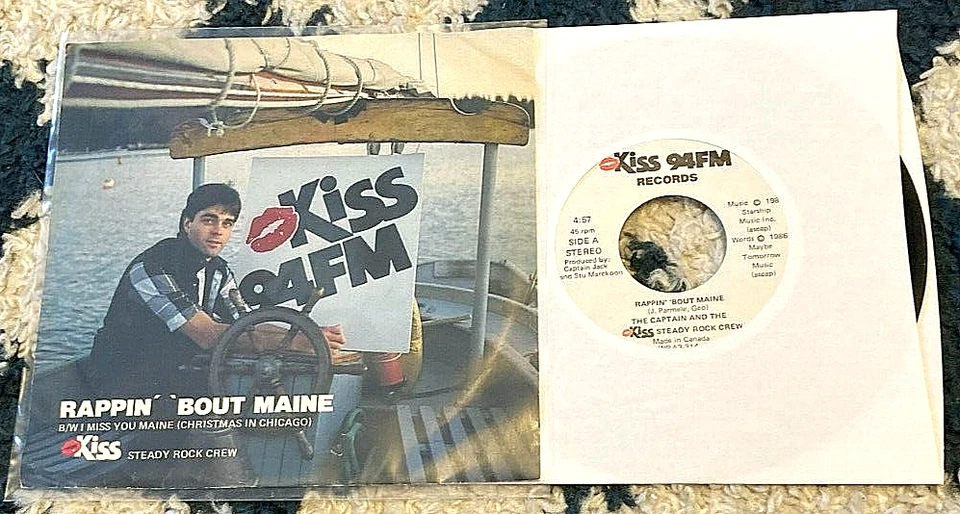 Kiss
94FM
RAPPIN´ `BOUT MAINE
B/W I MISS YOU MAINE (CHRISTMAS IN CHICAGO)
Kiss STEADY ROCK CREW
Kiss 94FM
RECORDS
4:57
45 rpm
SIDE A
STEREO
Produced by:
Captain Jack
and Stu Marckoon
Music © 198
Starship
Music Inc.
(ascap)
Words © 1986
Maybe
Tomorrow
Music
(ascap)
RAPPIN' 'BOUT MAINE
(J. Parmele, Geo)
THE CAPTAIN AND THE
Kiss STEADY ROCK CREW
Made in Canada